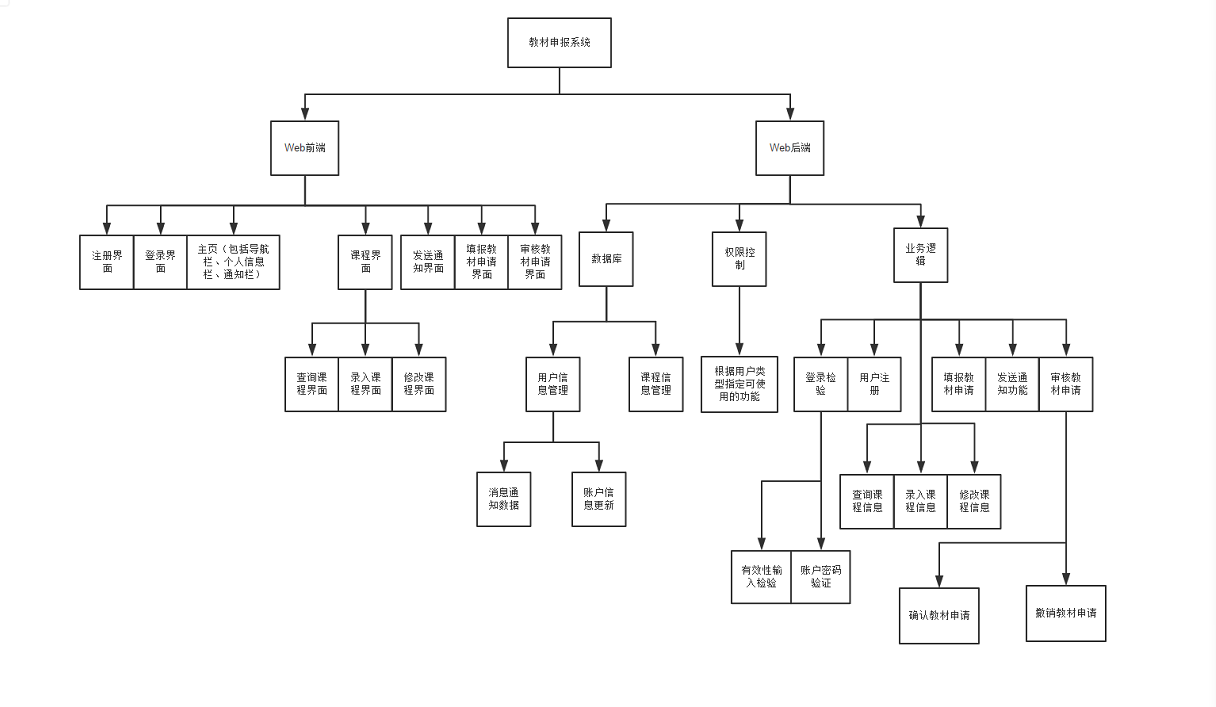 教材申报系统
Web前端
Web后端
注册界
面
登录界
面
主页（包括导航
栏、个人信息
栏、通知栏）
课程界
面
发送通
知界面
填报教
材申请
界面
审核教
材申请
界面
数据库
权限控
制
业务逻
辑
查询课
程界面
录入课
程界面
修改课
程界面
用户信
息管理
课程信
息管理
根据用户类
型指定可使
用的功能
登录检
验
用户注
册
填报教
材申请
发送通
知功能
审核教
材申请
消息通
知数据
账户信
息更新
查询课
程信息
录入课
程信息
修改课
程信息
有效性输
入检验
账户密码
验证
确认教材申请
撤销教材申请